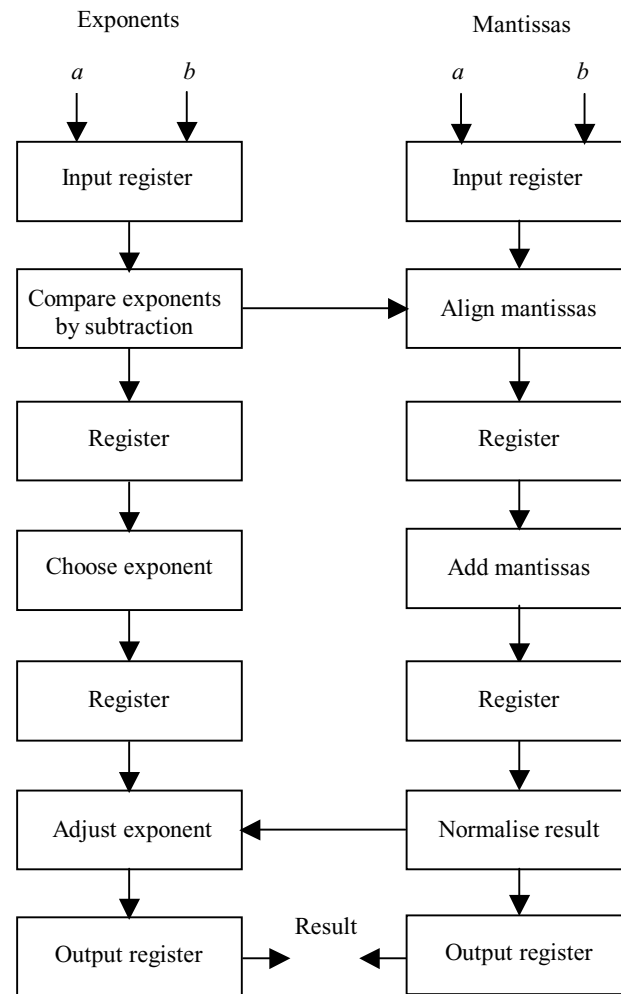 Exponents
Mantissas
a
b
a
b
Input register
Input register
Compare exponents
by subtraction
Align mantissas
Register
Register
Choose exponent
Add mantissas
Register
Register
Adjust exponent
Normalise result
Result
Output register
Output register